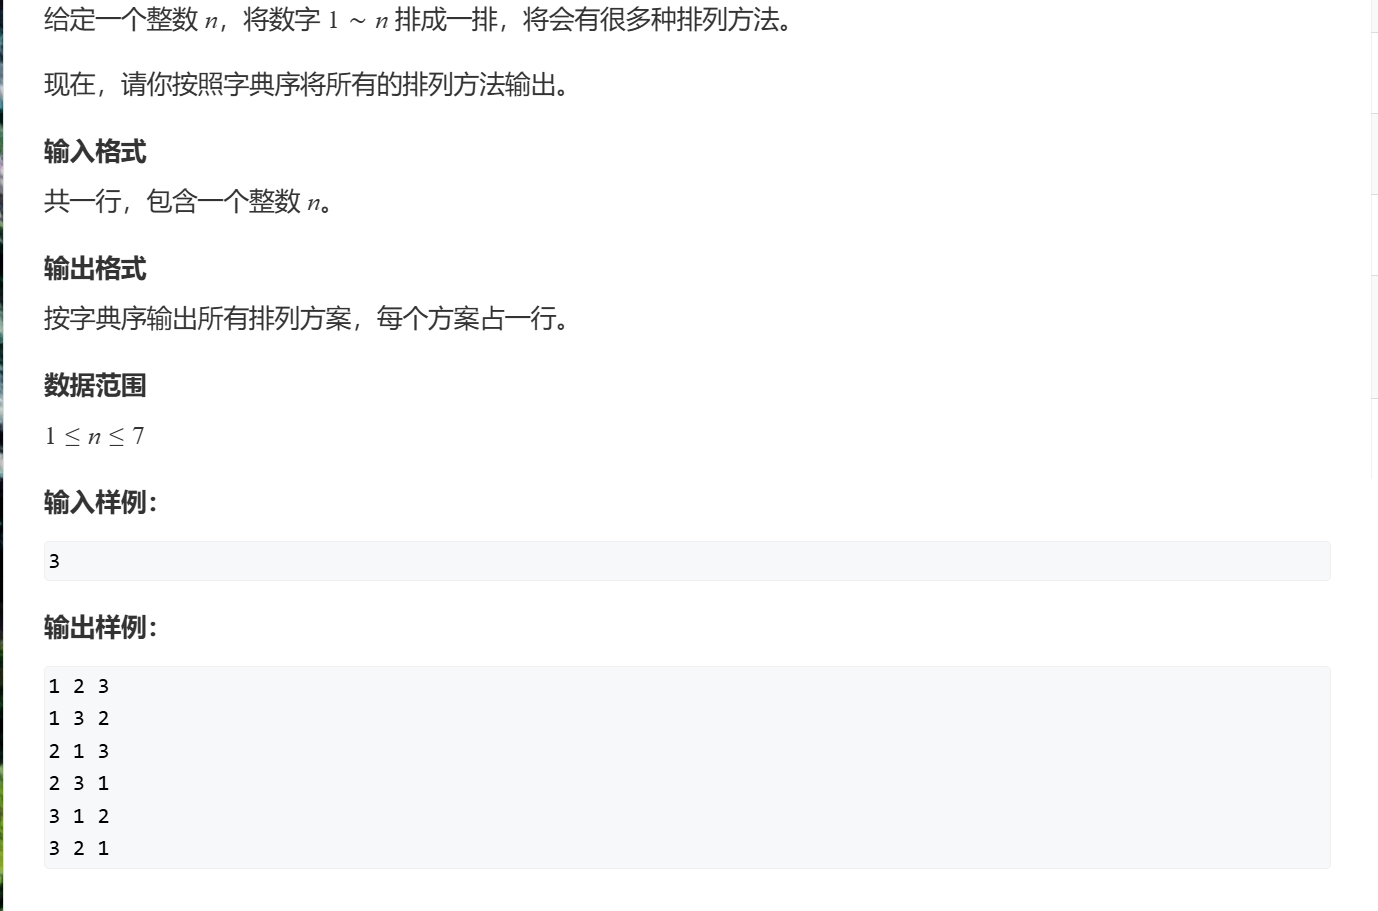 给定一个整数 n，将数字 1 ∼ n 排成一排，将会有很多种排列方法。
现在，请你按照字典序将所有的排列方法输出。
输入格式
共一行，包含一个整数 n。
输出格式
按字典序输出所有排列方案，每个方案占一行。
数据范围
1 ≤ n ≤ 7
输入样例：
3
输出样例：
1 2 3
1 3 2
2 1 3
2 3 1
3 1 2
3 2 1